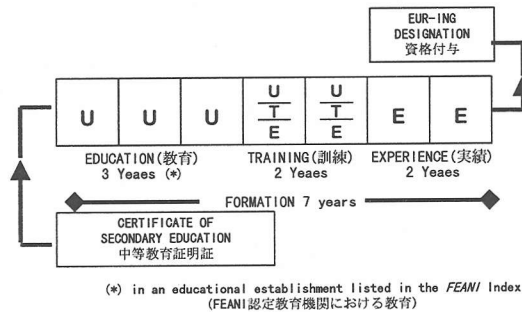 EUR-ING
DESIGNATION
資格付与
U U U U/T/E U/T/E E E
EDUCATION(教育) TRAINING(訓練) EXPERIENCE(実績)
3 Yeaes (*) 2 Yeaes 2 Yeaes
FORMATION 7 years
CERTIFICATE OF
SECONDARY EDUCATION
中等教育証明証
(*) in an educational establishment listed in the FEANI Index
(FEANI認定教育機関における教育)